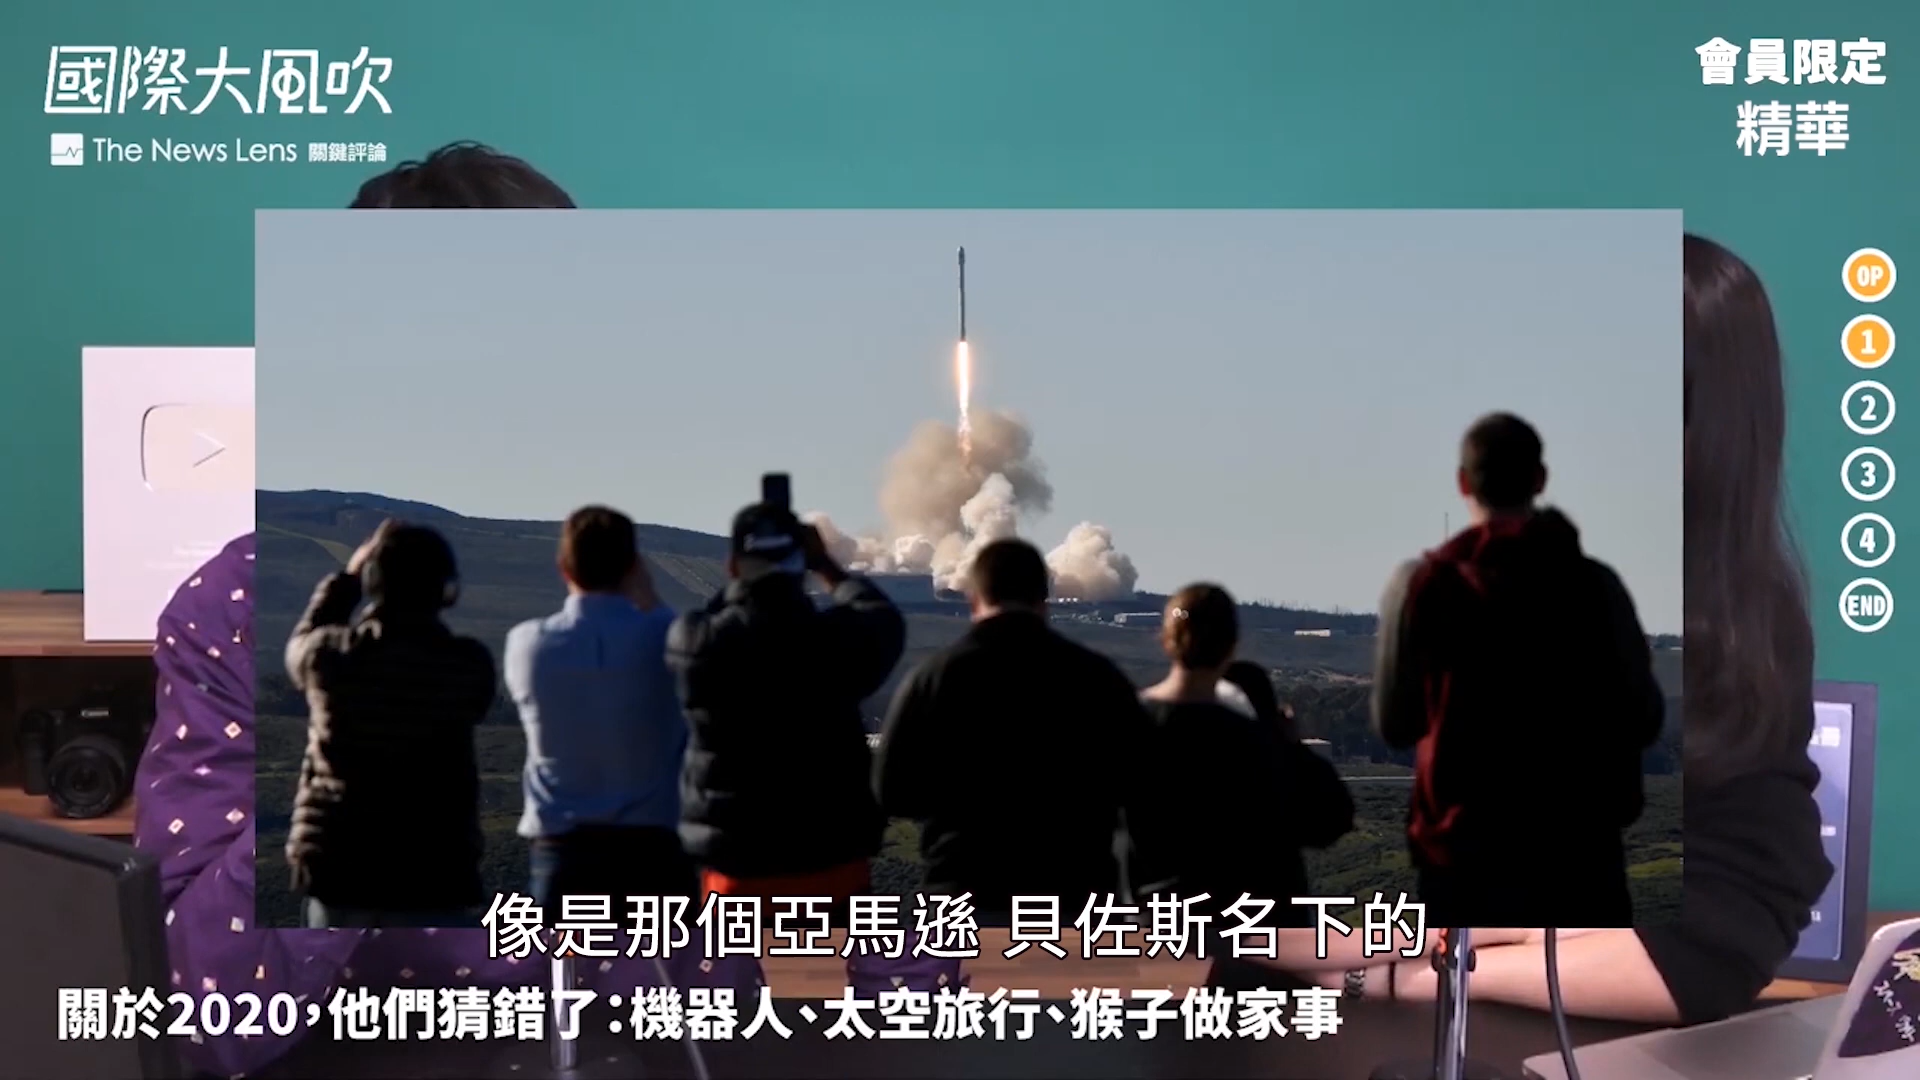 國際大風吹
The News Lens 關鍵評論
會員限定
精華
OP
1
2
3
4
END
Canon
像是那個亞馬遜 貝佐斯名下的
關於2020，他們猜錯了：機器人、太空旅行、猴子做家事